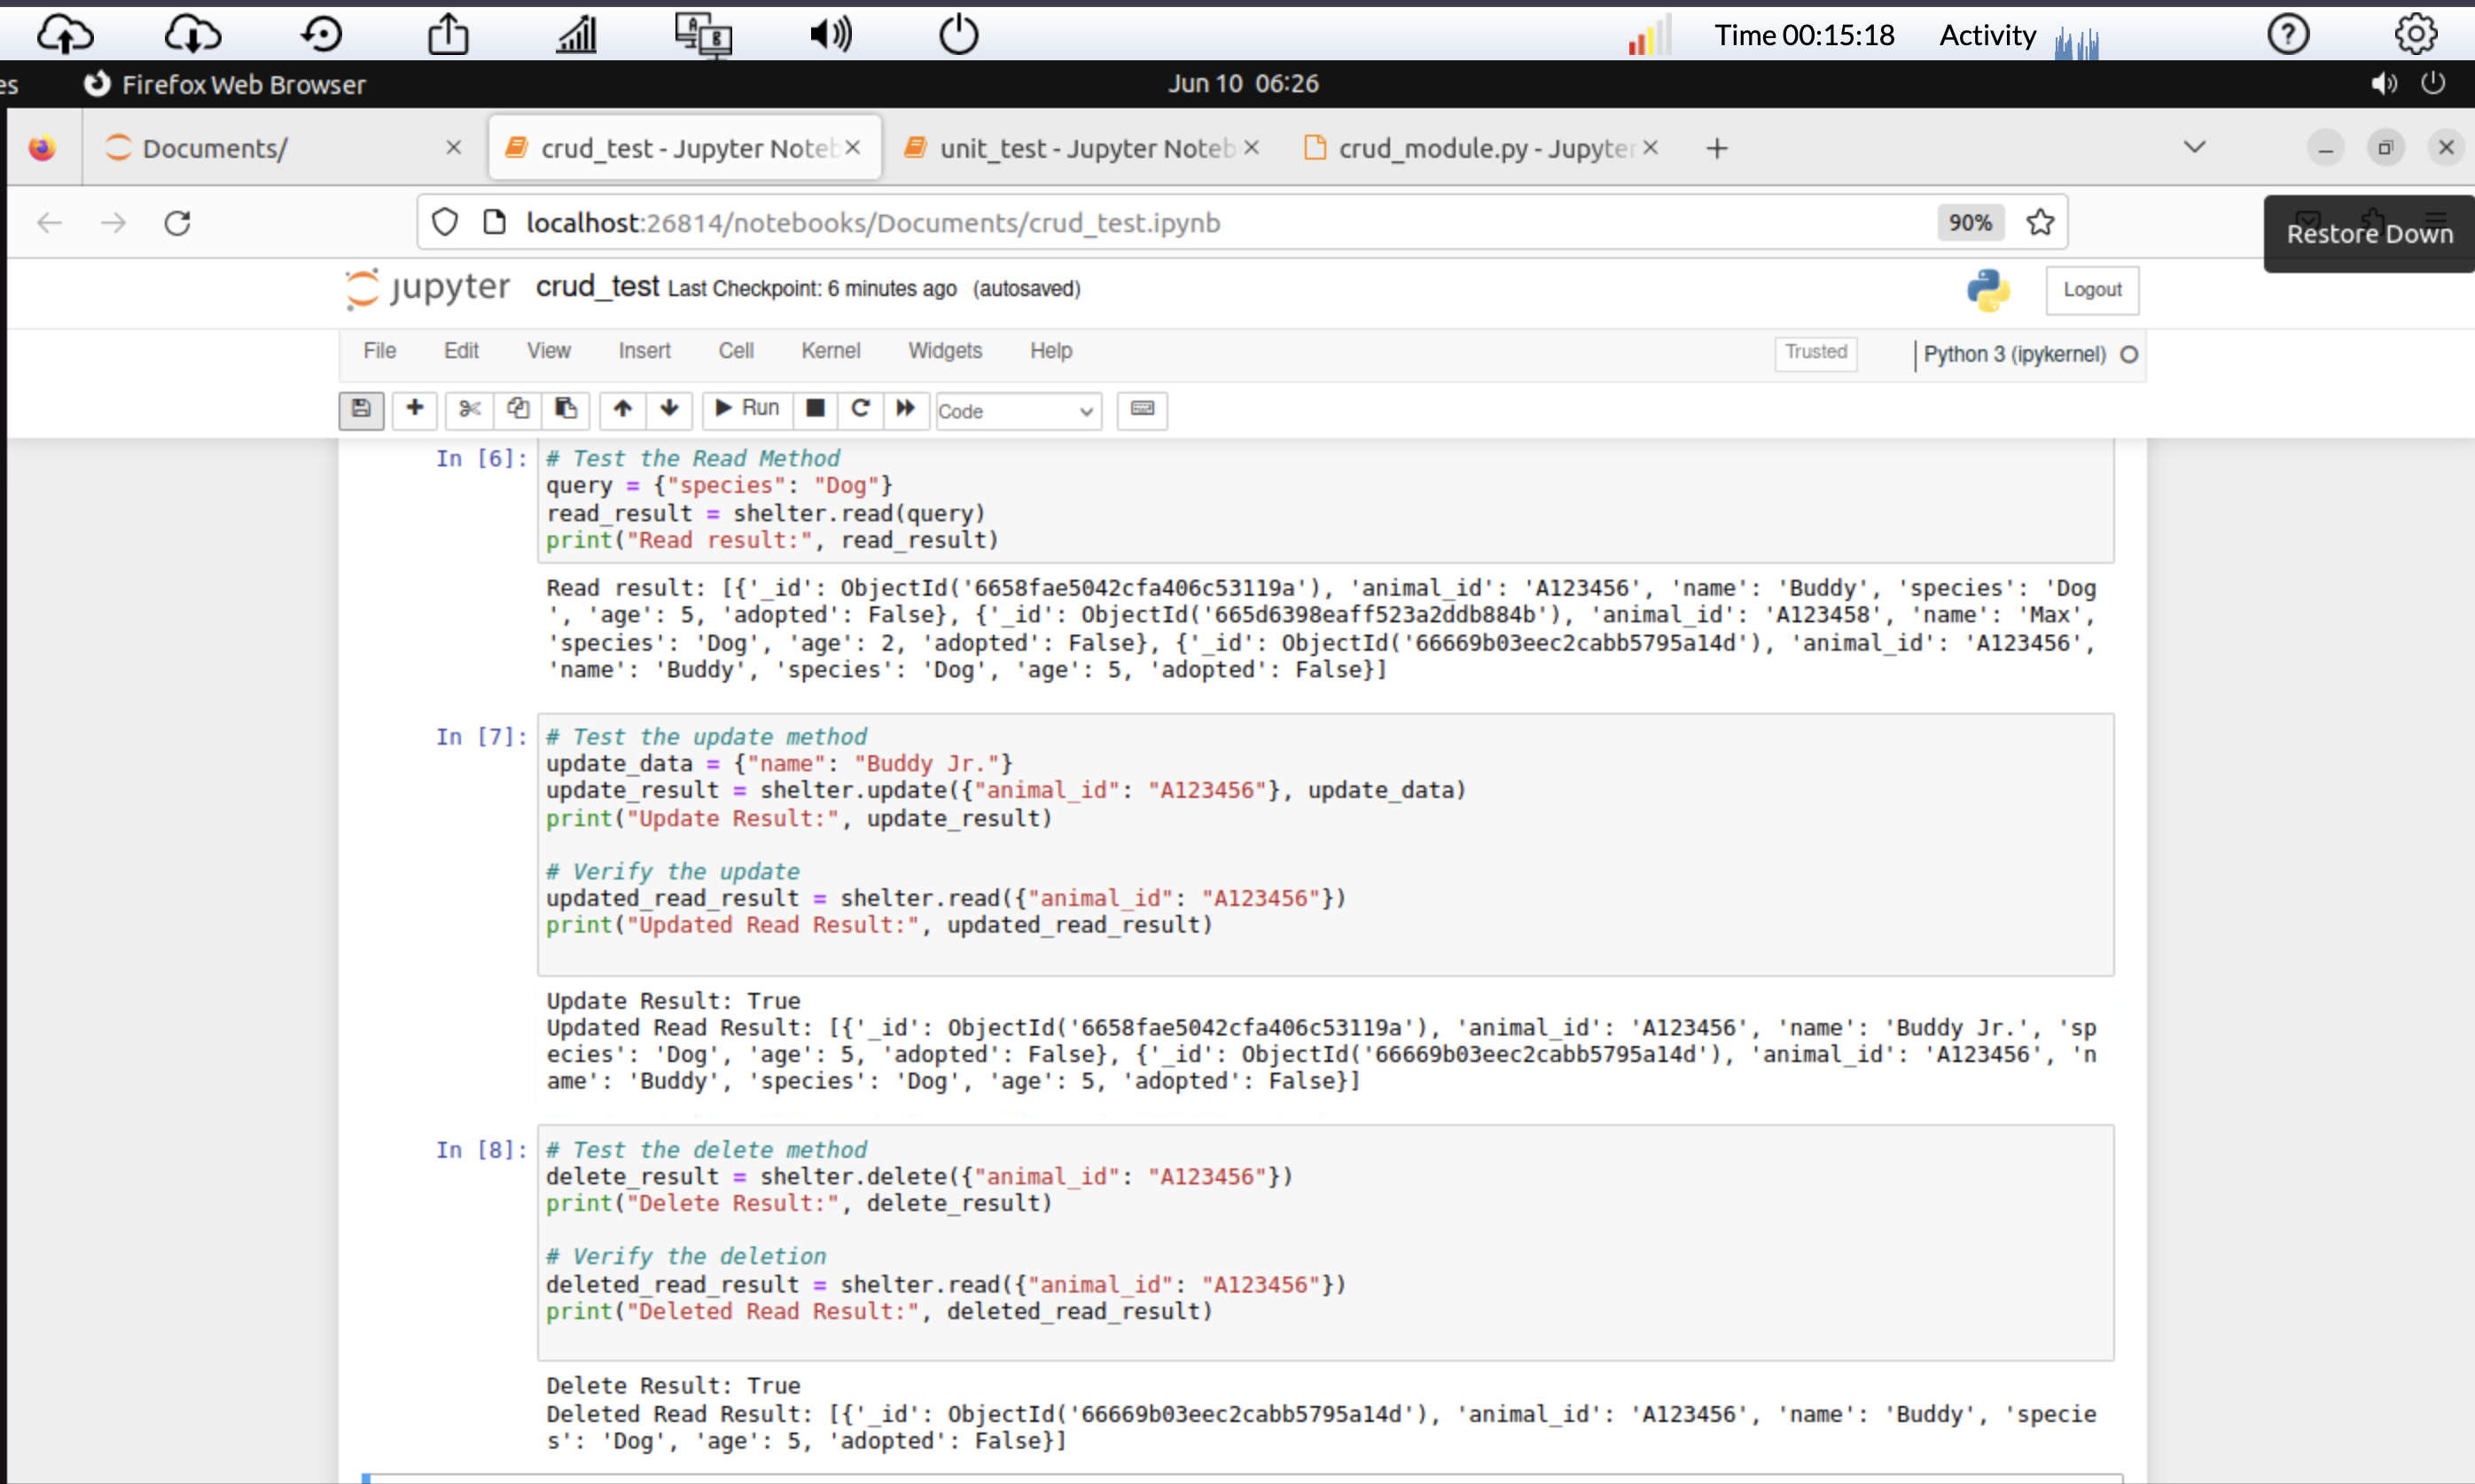 Time 00:15:18 Activity
es Firefox Web Browser Jun 10 06:26
Documents/ crud_test - Jupyter Noteb unit_test - Jupyter Noteb crud_module.py - Jupyter
localhost:26814/notebooks/Documents/crud_test.ipynb 90%
Restore Down
jupyter crud_test Last Checkpoint: 6 minutes ago (autosaved) Logout
File Edit View Insert Cell Kernel Widgets Help Trusted Python 3 (ipykernel)
Run Code
In [6]: # Test the Read Method
query = {"species": "Dog"}
read_result = shelter.read(query)
print("Read result:", read_result)
Read result: [{'_id': ObjectId('6658fae5042cfa406c53119a'), 'animal_id': 'A123456', 'name': 'Buddy', 'species': 'Dog
', 'age': 5, 'adopted': False}, {'_id': ObjectId('665d6398eaff523a2ddb884b'), 'animal_id': 'A123458', 'name': 'Max',
'species': 'Dog', 'age': 2, 'adopted': False}, {'_id': ObjectId('66669b03eec2cabb5795a14d'), 'animal_id': 'A123456',
'name': 'Buddy', 'species': 'Dog', 'age': 5, 'adopted': False}]
In [7]: # Test the update method
update_data = {"name": "Buddy Jr."}
update_result = shelter.update({"animal_id": "A123456"}, update_data)
print("Update Result:", update_result)
# Verify the update
updated_read_result = shelter.read({"animal_id": "A123456"})
print("Updated Read Result:", updated_read_result)
Update Result: True
Updated Read Result: [{'_id': ObjectId('6658fae5042cfa406c53119a'), 'animal_id': 'A123456', 'name': 'Buddy Jr.', 'sp
ecies': 'Dog', 'age': 5, 'adopted': False}, {'_id': ObjectId('66669b03eec2cabb5795a14d'), 'animal_id': 'A123456', 'n
ame': 'Buddy', 'species': 'Dog', 'age': 5, 'adopted': False}]
In [8]: # Test the delete method
delete_result = shelter.delete({"animal_id": "A123456"})
print("Delete Result:", delete_result)
# Verify the deletion
deleted_read_result = shelter.read({"animal_id": "A123456"})
print("Deleted Read Result:", deleted_read_result)
Delete Result: True
Deleted Read Result: [{'_id': ObjectId('66669b03eec2cabb5795a14d'), 'animal_id': 'A123456', 'name': 'Buddy', 'specie
s': 'Dog', 'age': 5, 'adopted': False}]